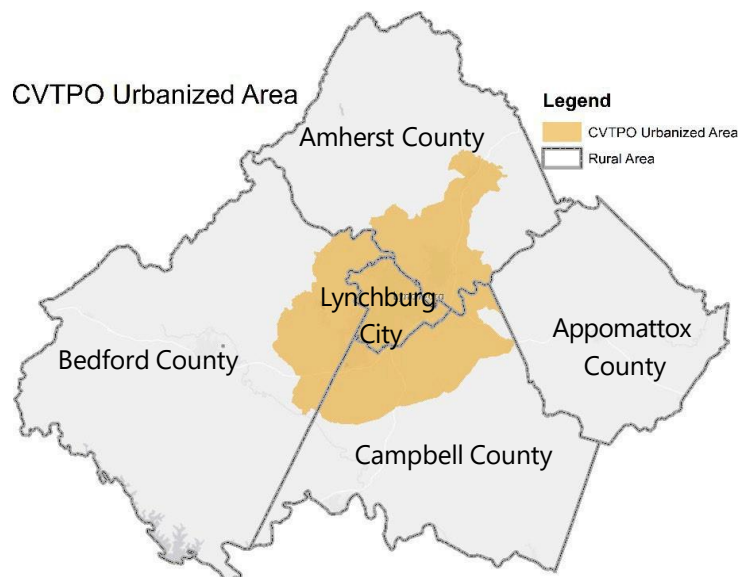 CVTPO Urbanized Area
Legend
CVTPO Urbanized Area
Rural Area
Amherst County
Lynchburg
City
Bedford County
Appomattox
County
Campbell County